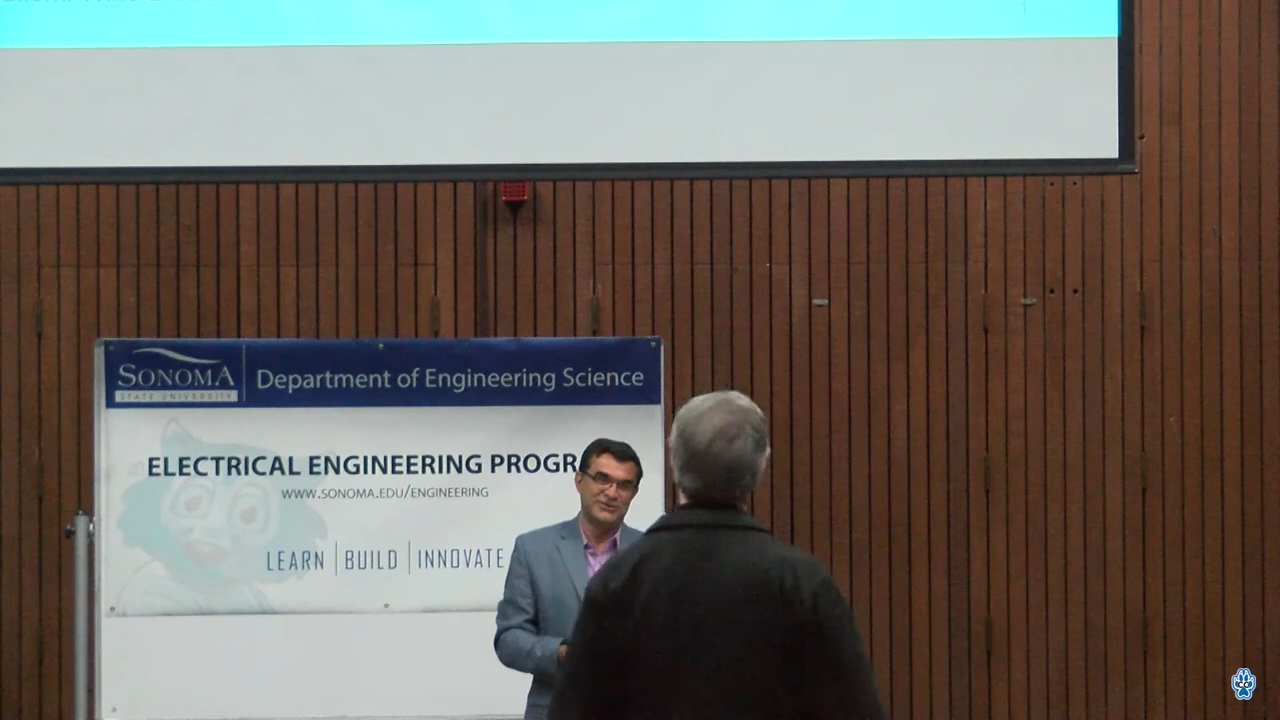 SONOMA
STATE UNIVERSITY
Department of Engineering Science
ELECTRICAL ENGINEERING PROGR
WWW.SONOMA.EDU/ENGINEERING
LEARN | BUILD | INNOVATE